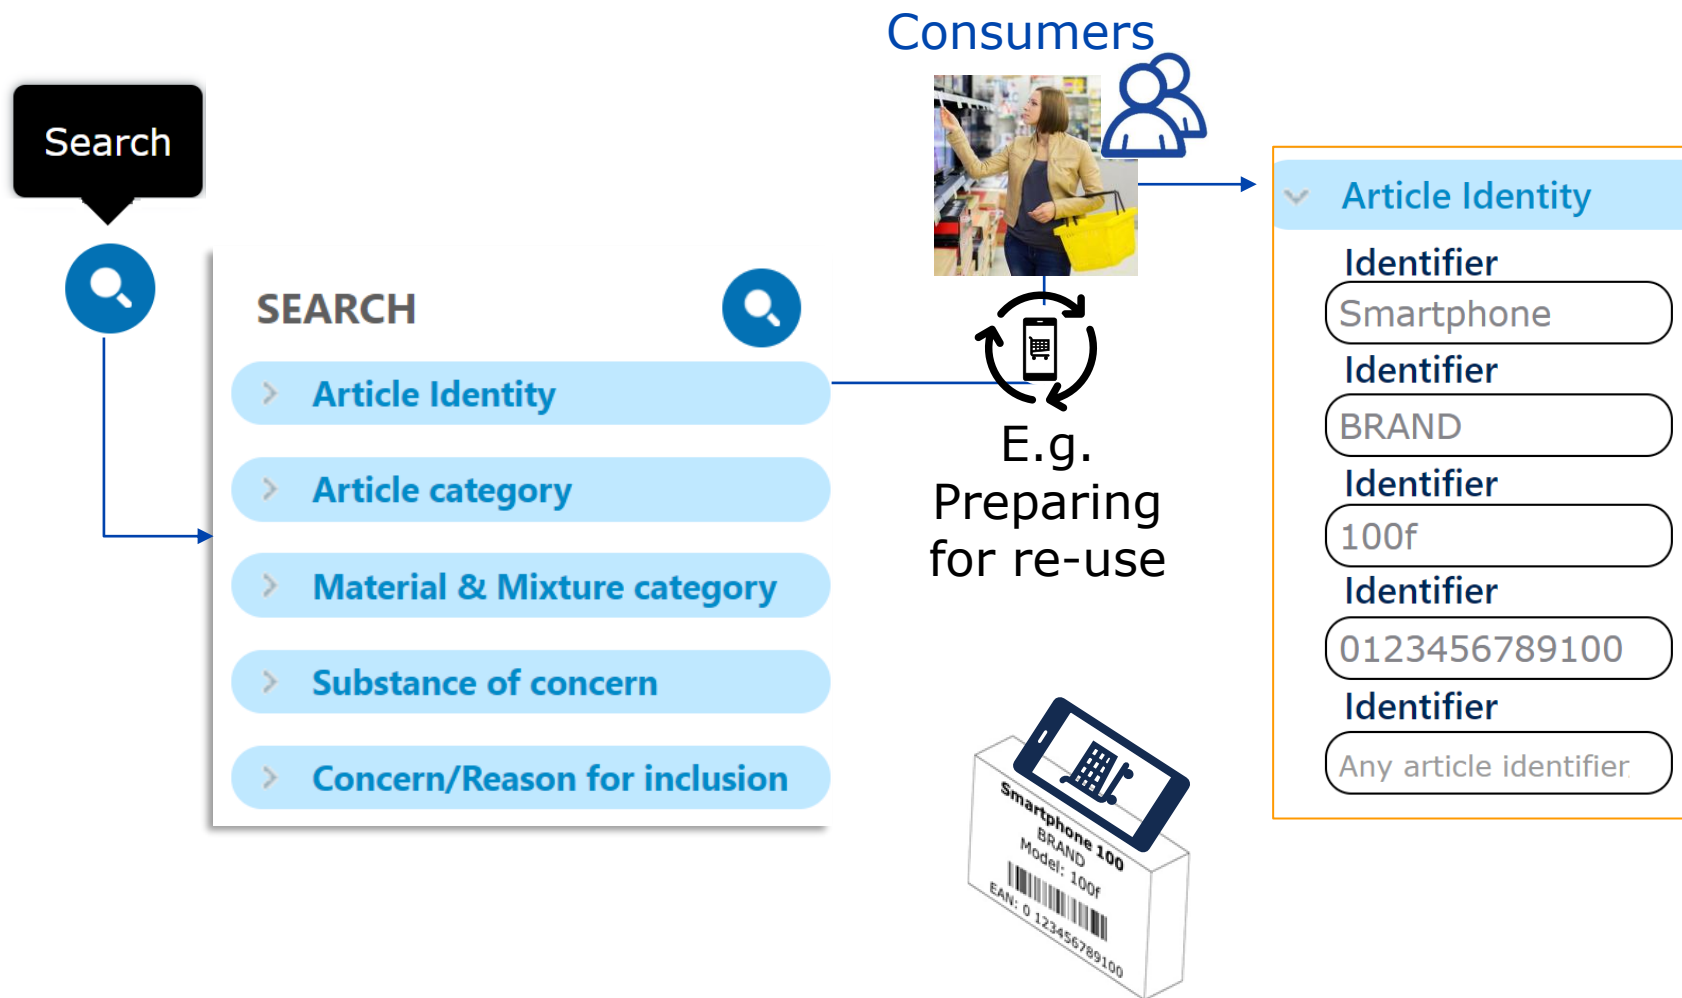 Search
SEARCH
Article Identity
Article category
Material & Mixture category
Substance of concern
Concern/Reason for inclusion
Consumers
E.g.
Preparing
for re-use
Smartphone 100
BRAND
Model: 100f
EAN: 0 123456789100
Article Identity
Identifier
Smartphone
Identifier
BRAND
Identifier
100f
Identifier
0123456789100
Identifier
Any article identifier